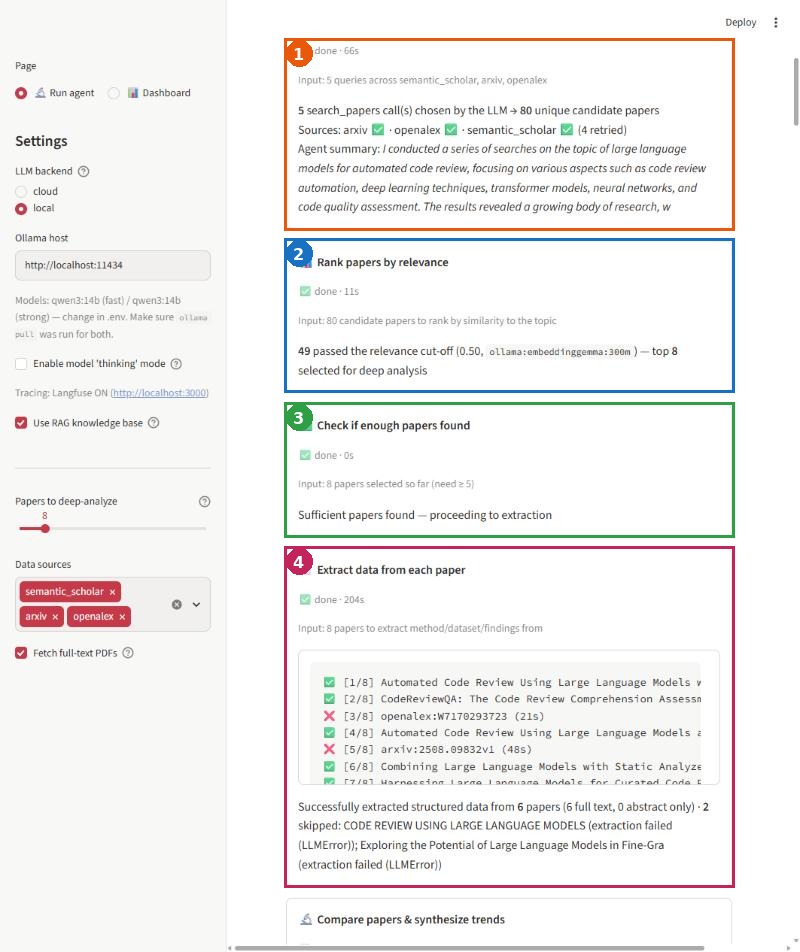 Deploy
Page
Run agent
Dashboard
Settings
LLM backend
cloud
local
Ollama host
http://localhost:11434
Models: qwen3:14b (fast) / qwen3:14b
(strong) — change in .env. Make sure ollama
pull was run for both.
Enable model 'thinking' mode
Tracing: Langfuse ON (http://localhost:3000)
Use RAG knowledge base
Papers to deep-analyze
8
Data sources
semantic_scholar ×
arxiv × openalex ×
Fetch full-text PDFs
1
done · 66s
Input: 5 queries across semantic_scholar, arxiv, openalex
5 search_papers call(s) chosen by the LLM → 80 unique candidate papers
Sources: arxiv ✅ · openalex ✅ · semantic_scholar ✅ (4 retried)
Agent summary: I conducted a series of searches on the topic of large language
models for automated code review, focusing on various aspects such as code review
automation, deep learning techniques, transformer models, neural networks, and
code quality assessment. The results revealed a growing body of research, w
2
Rank papers by relevance
✅ done · 11s
Input: 80 candidate papers to rank by similarity to the topic
49 passed the relevance cut-off (0.50, ollama:embeddinggemma:300m ) — top 8
selected for deep analysis
3
Check if enough papers found
✅ done · 0s
Input: 8 papers selected so far (need ≥ 5)
Sufficient papers found — proceeding to extraction
4
Extract data from each paper
✅ done · 204s
Input: 8 papers to extract method/dataset/findings from
✅ [1/8] Automated Code Review Using Large Language Models w
✅ [2/8] CodeReviewQA: The Code Review Comprehension Assessm
❌ [3/8] openalex:W7170293723 (21s)
✅ [4/8] Automated Code Review Using Large Language Models a
❌ [5/8] arxiv:2508.09832v1 (48s)
✅ [6/8] Combining Large Language Models with Static Analyze
✅ [7/8] Harnessing Large Language Models for Curated Code R
Successfully extracted structured data from 6 papers (6 full text, 0 abstract only) · 2
skipped: CODE REVIEW USING LARGE LANGUAGE MODELS (extraction failed
(LLMError)); Exploring the Potential of Large Language Models in Fine-Gra
(extraction failed (LLMError))
Compare papers & synthesize trends